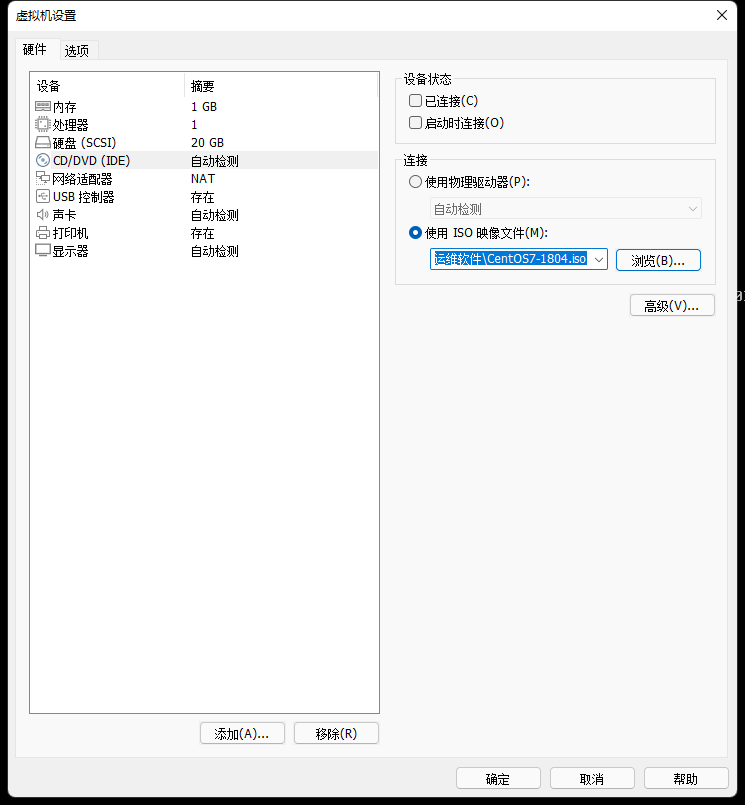 虚拟机设置
硬件 选项
设备 摘要
内存 1 GB
处理器 1
硬盘 (SCSI) 20 GB
CD/DVD (IDE) 自动检测
网络适配器 NAT
USB 控制器 存在
声卡 自动检测
打印机 存在
显示器 自动检测
添加(A)... 移除(R)
设备状态
已连接(C)
启动时连接(O)
连接
使用物理驱动器(P):
自动检测
使用 ISO 映像文件(M):
运维软件\CentOS7-1804.iso 浏览(B)...
高级(V)...
确定 取消 帮助